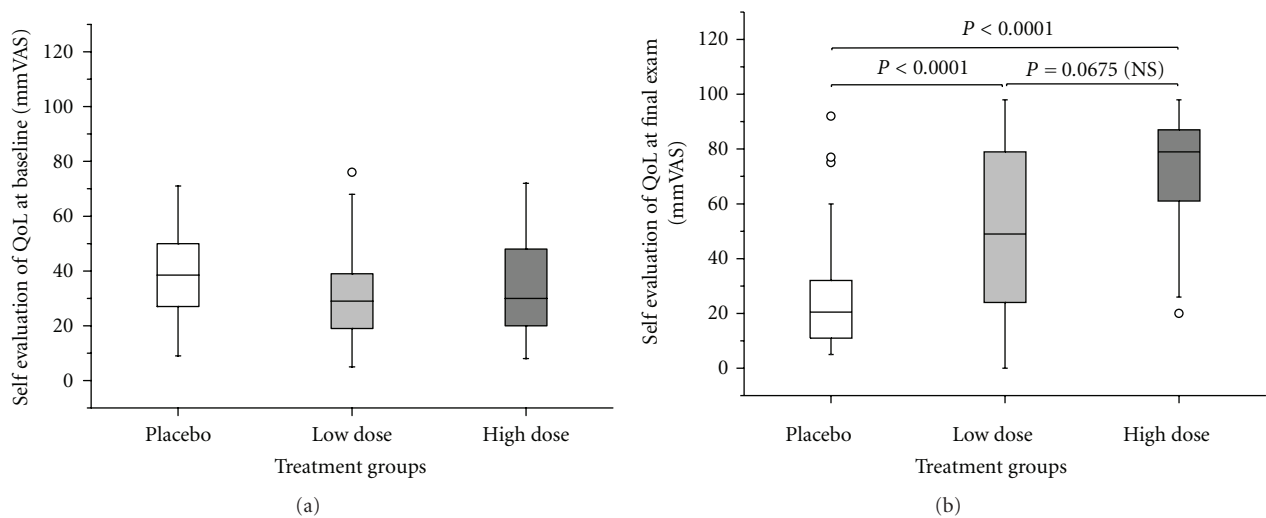 Self evaluation of QoL at baseline (mmVAS)
120
100
80
60
40
20
0
Placebo
Low dose
High dose
Treatment groups
(a)
Self evaluation of QoL at final exam
(mmVAS)
120
100
80
60
40
20
0
P < 0.0001
P < 0.0001
P = 0.0675 (NS)
Placebo
Low dose
High dose
Treatment groups
(b)